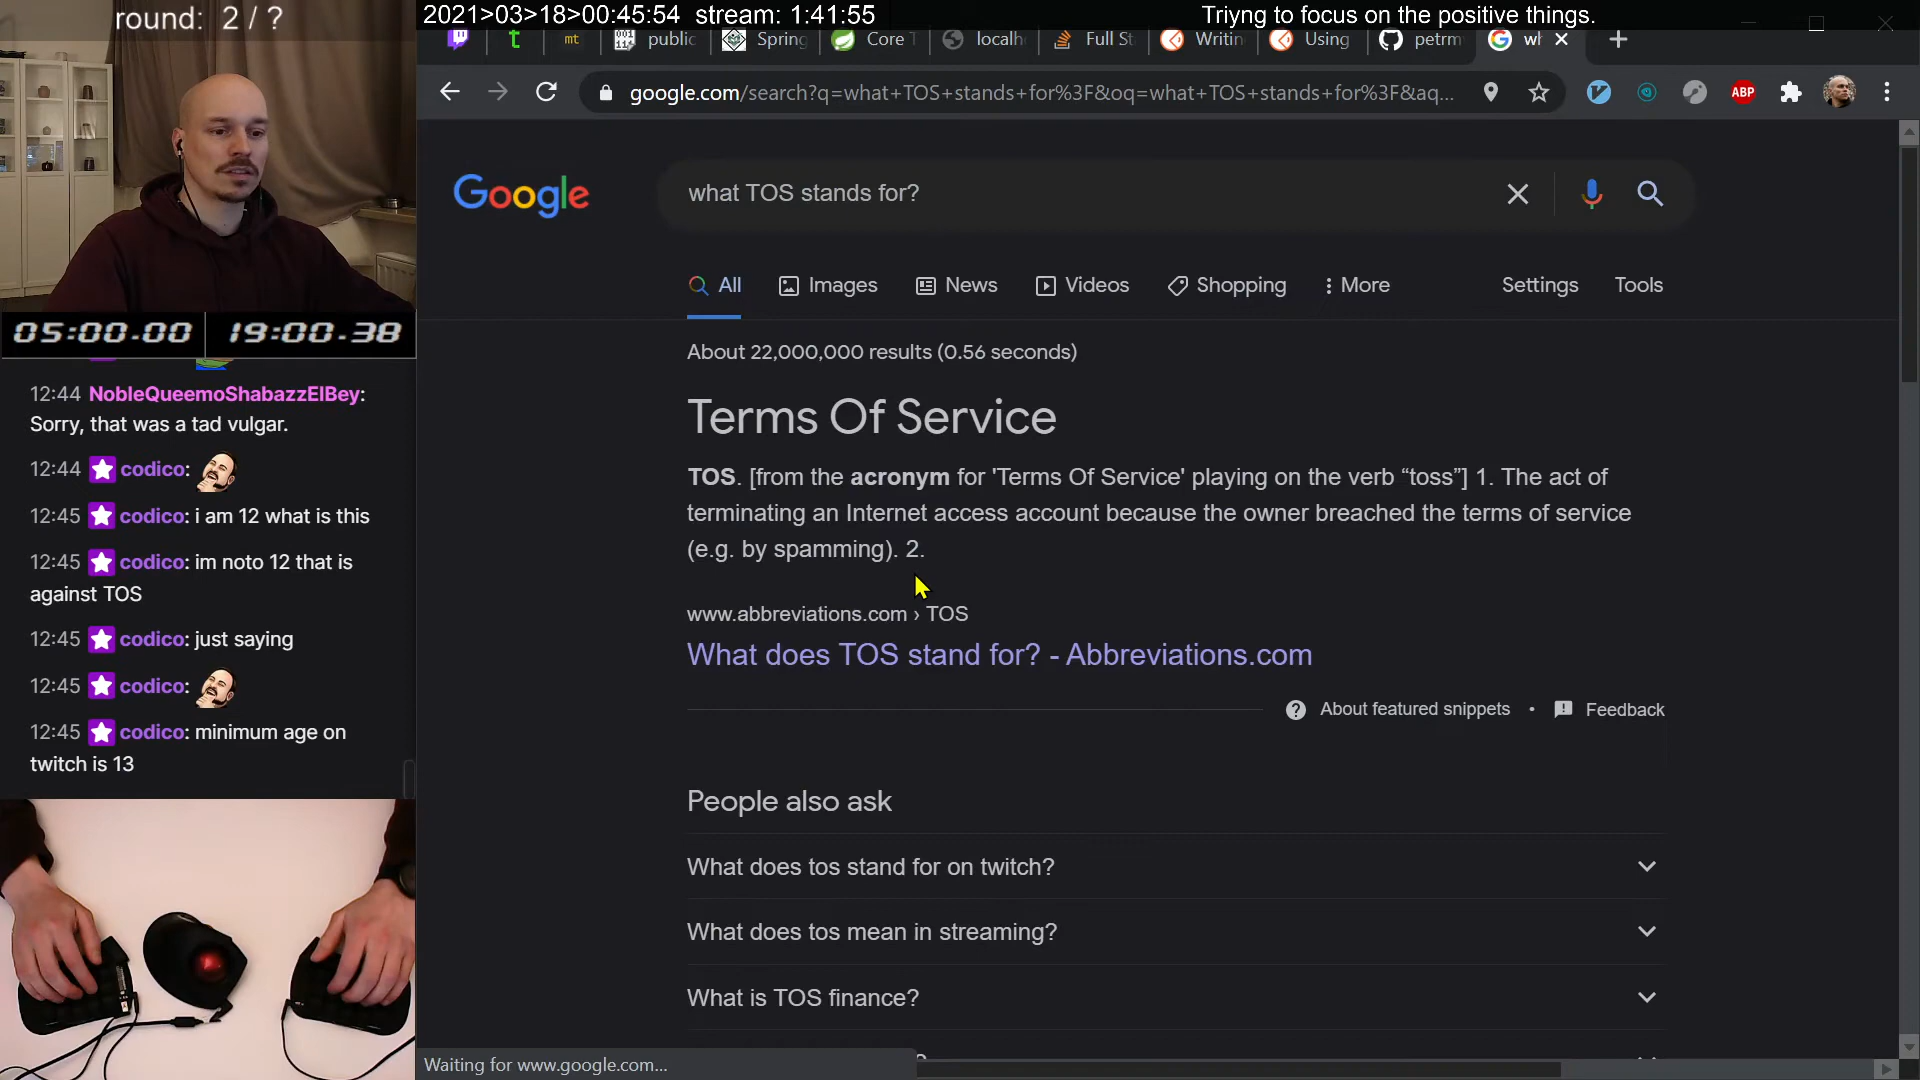 round: 2 / ?
2021>03>18>00:45:54 stream: 1:41:55
Triyng to focus on the positive things.
public
Spring
Core T
localh
Full St
Writin
Using
petrm
wh
google.com/search?q=what+TOS+stands+for%3F&oq=what+TOS+stands+for%3F&aq...
ABP
Google
what TOS stands for?
All
Images
News
Videos
Shopping
More
Settings
Tools
05:00.00
19:00.38
About 22,000,000 results (0.56 seconds)
Terms Of Service
TOS. [from the acronym for 'Terms Of Service' playing on the verb “toss”] 1. The act of
terminating an Internet access account because the owner breached the terms of service
(e.g. by spamming). 2.
www.abbreviations.com › TOS
What does TOS stand for? - Abbreviations.com
About featured snippets
Feedback
People also ask
What does tos stand for on twitch?
What does tos mean in streaming?
What is TOS finance?
Waiting for www.google.com...
12:44 NobleQueemoShabazzElBey:
Sorry, that was a tad vulgar.
12:44 codico:
12:45 codico: i am 12 what is this
12:45 codico: im noto 12 that is
against TOS
12:45 codico: just saying
12:45 codico:
12:45 codico: minimum age on
twitch is 13